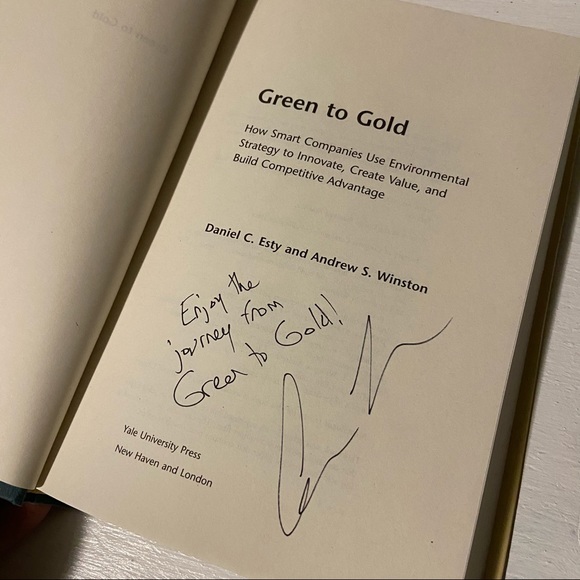 Green to Gold
How Smart Companies Use Environmental
Strategy to Innovate, Create Value, and
Build Competitive Advantage
Daniel C. Esty and Andrew S. Winston
Enjoy the
journey from
Green to Gold!
Yale University Press
New Haven and London